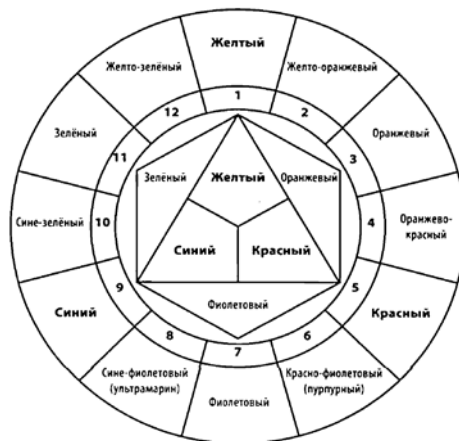 Желтый
Желто-оранжевый
Оранжевый
Оранжево-
красный
Красный
Красно-фиолетовый
(пурпурный)
Фиолетовый
Сине-фиолетовый
(ультрамарин)
Синий
Сине-зелёный
Зелёный
Желто-зелёный
1
2
3
4
5
6
7
8
9
10
11
12
Зелёный
Желтый
Оранжевый
Синий
Красный
Фиолетовый